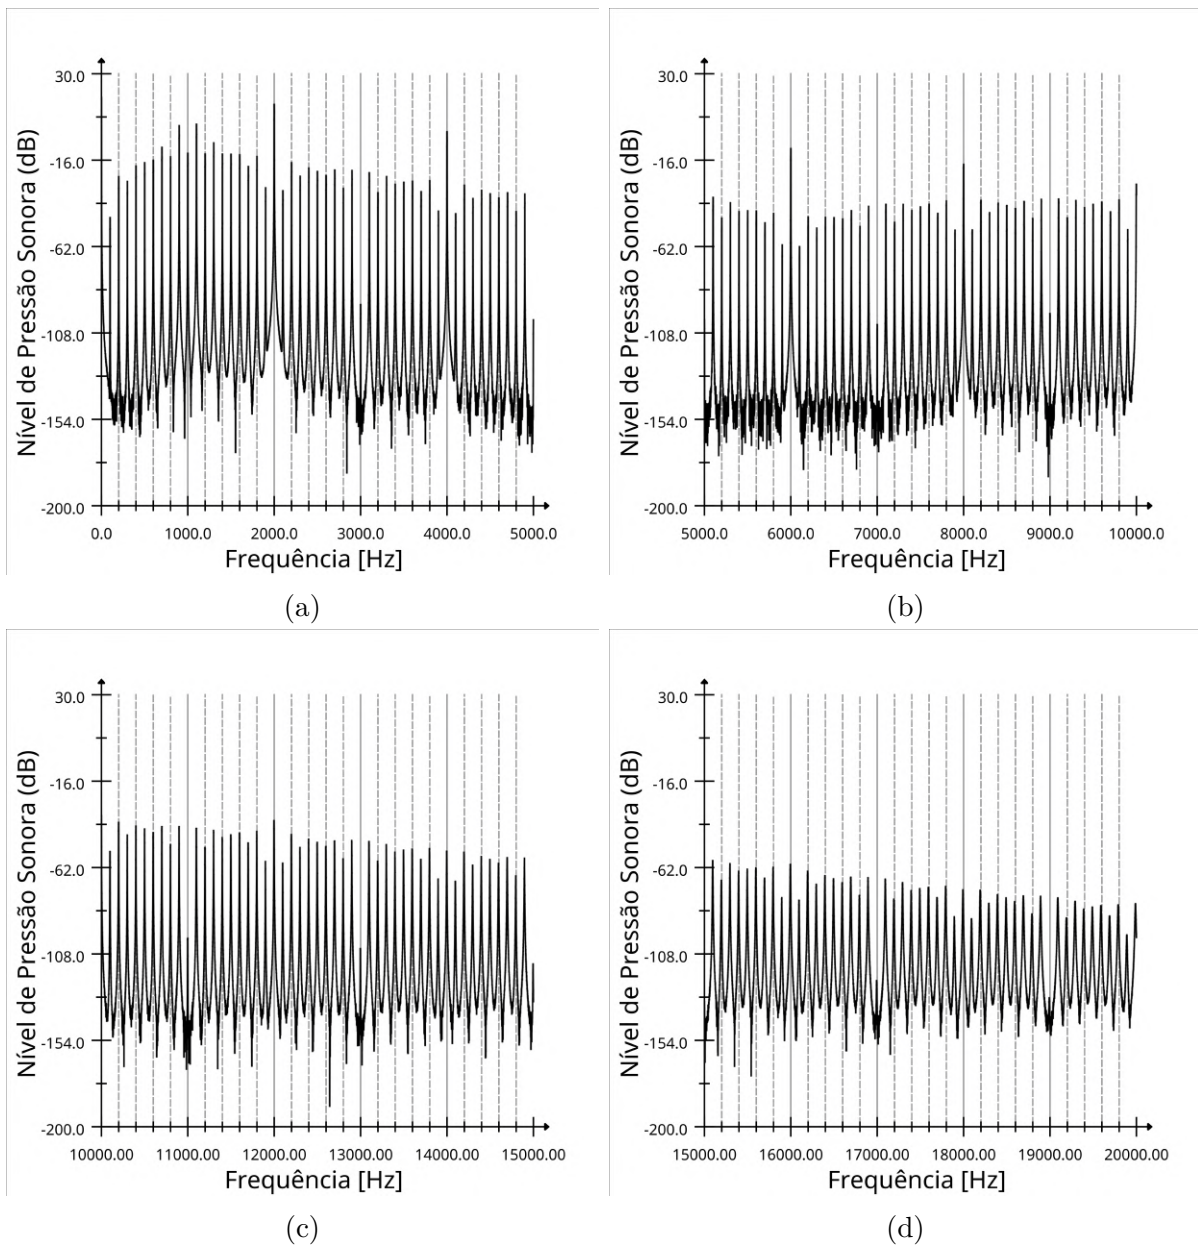 30.0
-16.0
-62.0
-108.0
-154.0
-200.0
Nível de Pressão Sonora (dB)
0.0 1000.0 2000.0 3000.0 4000.0 5000.0
Frequência [Hz]
(a)
30.0
-16.0
-62.0
-108.0
-154.0
-200.0
Nível de Pressão Sonora (dB)
5000.0 6000.0 7000.0 8000.0 9000.0 10000.0
Frequência [Hz]
(b)
30.0
-16.0
-62.0
-108.0
-154.0
-200.0
Nível de Pressão Sonora (dB)
10000.00 11000.00 12000.00 13000.00 14000.00 15000.00
Frequência [Hz]
(c)
30.0
-16.0
-62.0
-108.0
-154.0
-200.0
Nível de Pressão Sonora (dB)
15000.00 16000.00 17000.00 18000.00 19000.00 20000.00
Frequência [Hz]
(d)